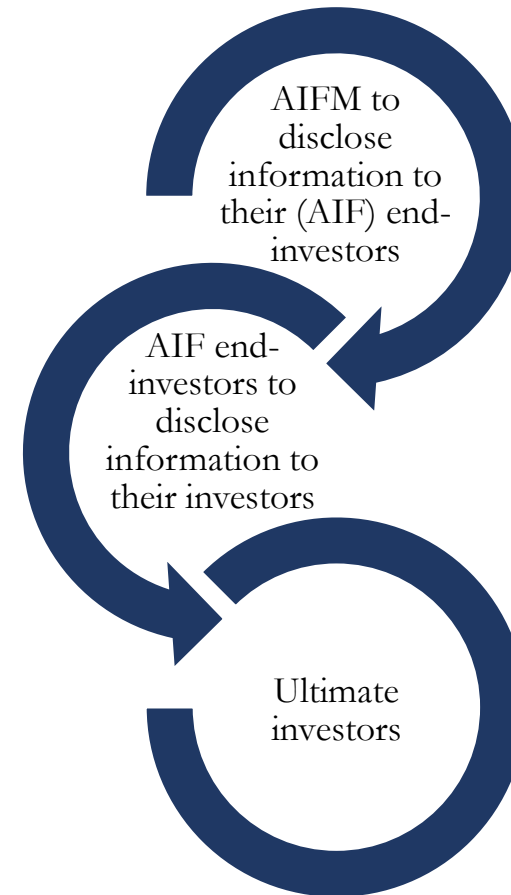 AIFM to
disclose
information to
their (AIF) end-
investors
AIF end-
investors to
disclose
information to
their investors
Ultimate
investors